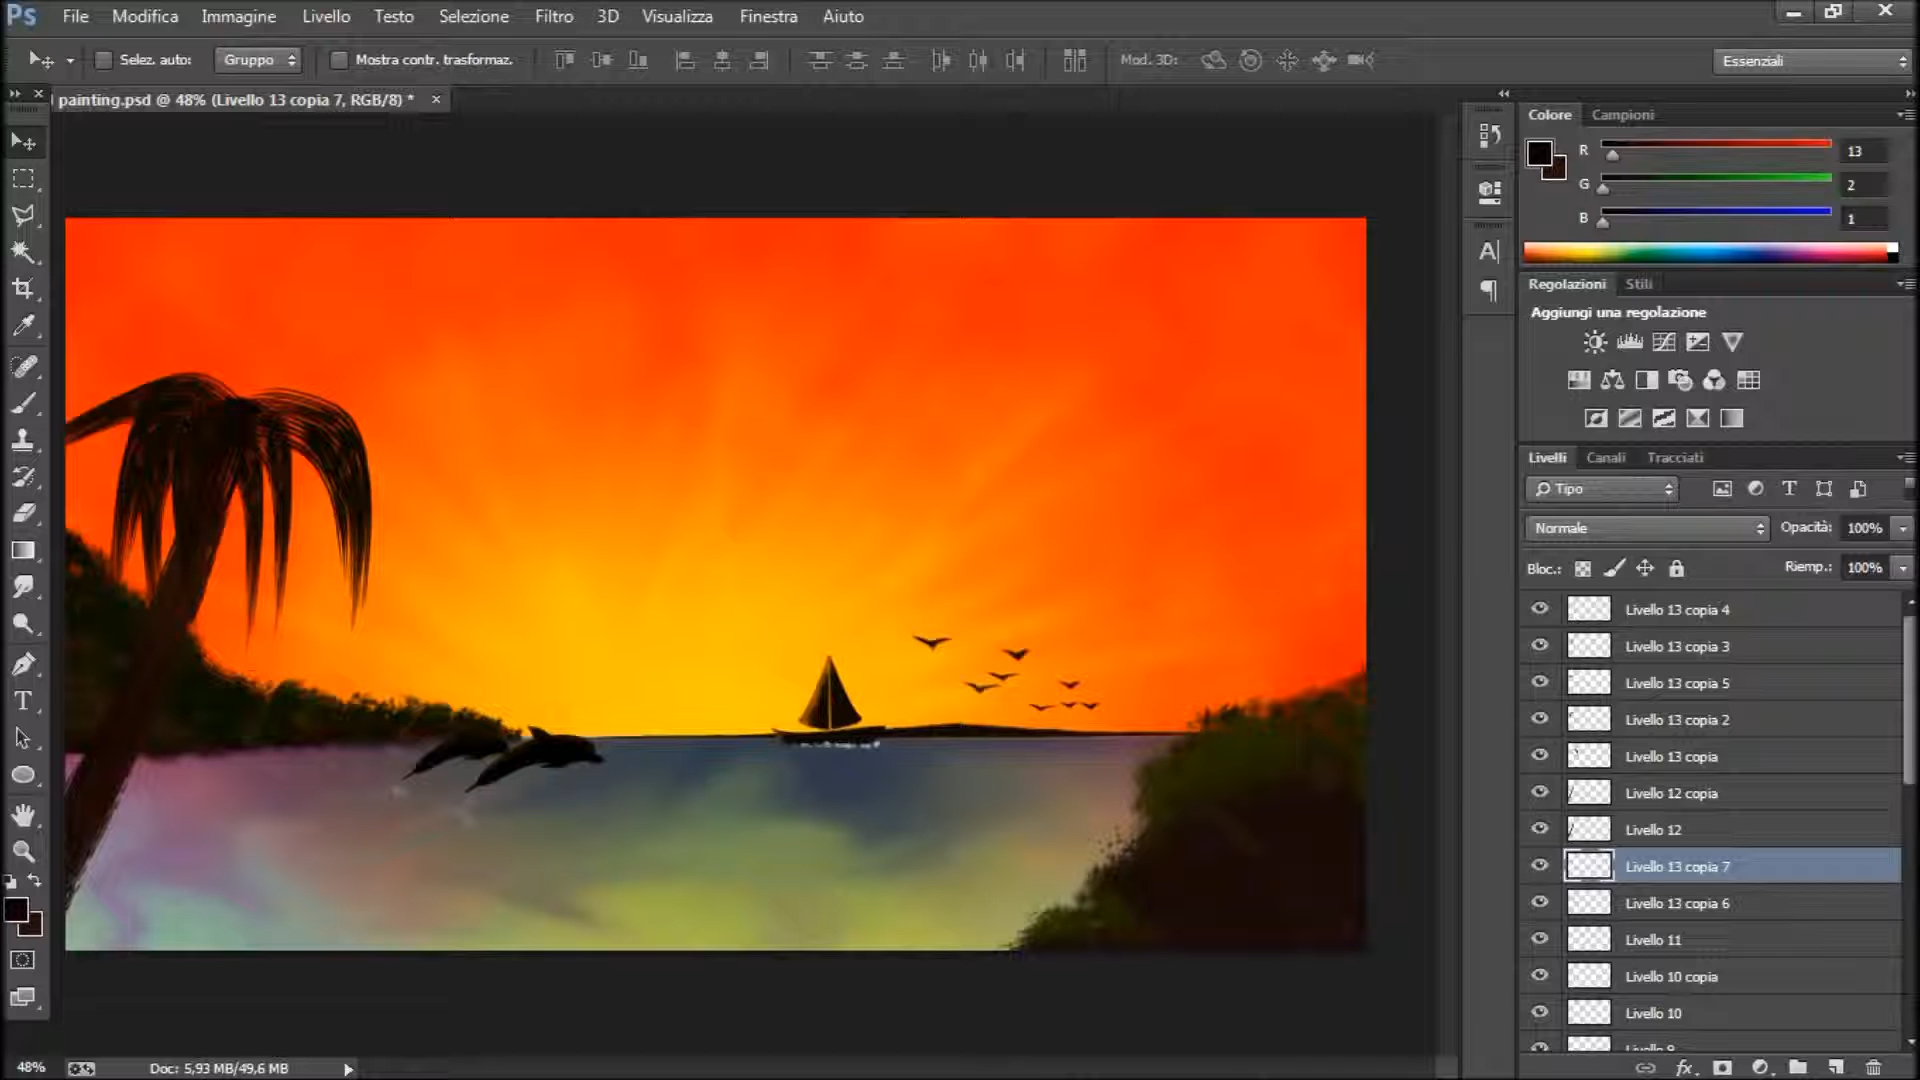 Ps File Modifica Immagine Livello Testo Selezione Filtro 3D Visualizza Finestra Aiuto
Selez. auto: Gruppo Mostra contr. trasformaz. Mod. 3D: Essenziali
painting.psd @ 48% (Livello 13 copia 7, RGB/8) *
Colore Campioni
R 13
G 2
B 1
Regolazioni Stili
Aggiungi una regolazione
Livelli Canali Tracciati
Tipo
Normale Opacità: 100%
Bloc.: Riemp.: 100%
Livello 13 copia 4
Livello 13 copia 3
Livello 13 copia 5
Livello 13 copia 2
Livello 13 copia
Livello 12 copia
Livello 12
Livello 13 copia 7
Livello 13 copia 6
Livello 11
Livello 10 copia
Livello 10
Livello 9
48% Doc: 5,93 MB/49,6 MB fx